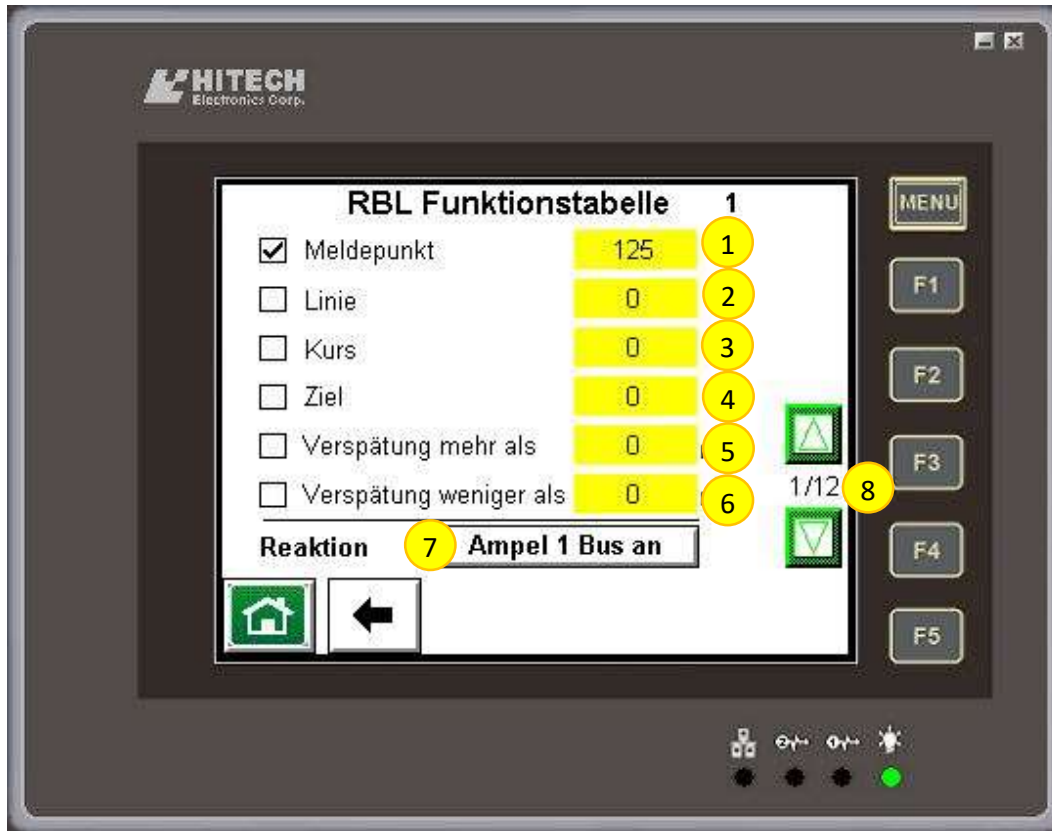 HITECH
Electronics Corp.
RBL Funktionstabelle 1
MENU
Meldepunkt 125 1
F1
Linie 0 2
Kurs 0 3
F2
Ziel 0 4
Verspätung mehr als 0 5
F3
Verspätung weniger als 0 6
1/12 8
Reaktion 7 Ampel 1 Bus an
F4
F5
2
1